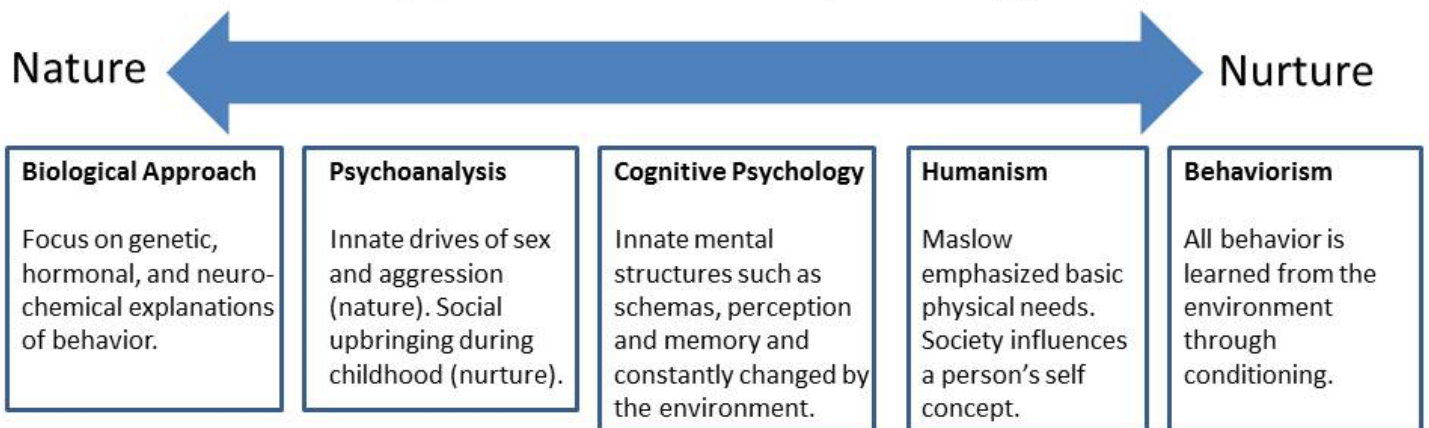 Nature
Nurture
Biological Approach
Focus on genetic,
hormonal, and neuro-
chemical explanations
of behavior.
Psychoanalysis
Innate drives of sex
and aggression
(nature). Social
upbringing during
childhood (nurture).
Cognitive Psychology
Innate mental
structures such as
schemas, perception
and memory and
constantly changed by
the environment.
Humanism
Maslow
emphasized basic
physical needs.
Society influences
a person’s self
concept.
Behaviorism
All behavior is
learned from the
environment
through
conditioning.